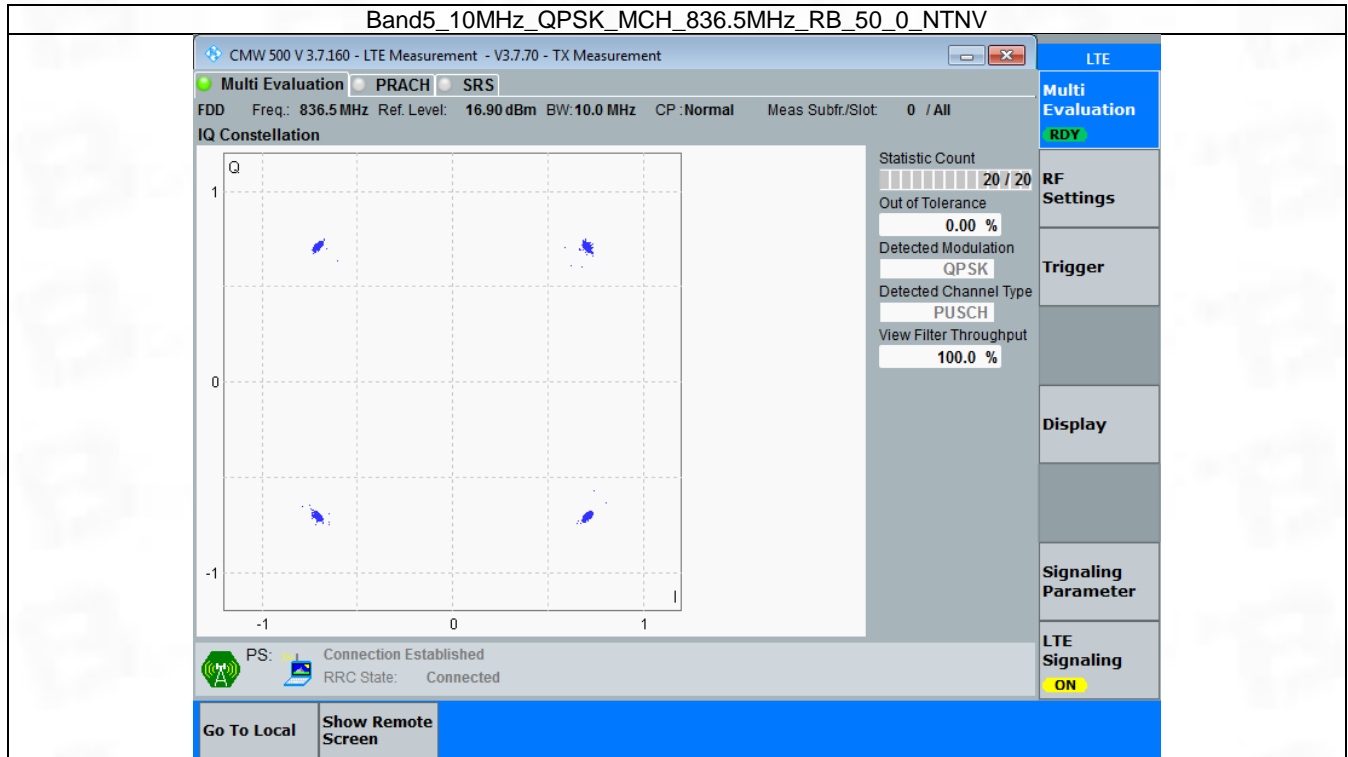 Band5_10MHz_QPSK_MCH_836.5MHz_RB_50_0_NTNV
CMW 500 V 3.7.160 - LTE Measurement - V3.7.70 - TX Measurement
LTE
Multi Evaluation PRACH SRS
Multi
Evaluation
RDY
FDD Freq.: 836.5 MHz Ref. Level: 16.90 dBm BW: 10.0 MHz CP : Normal Meas Subfr./Slot: 0 / All
IQ Constellation
Q
1
0
-1
I
-1 0 1
Statistic Count
20 / 20
Out of Tolerance
0.00 %
Detected Modulation
QPSK
Detected Channel Type
PUSCH
View Filter Throughput
100.0 %
RF
Settings
Trigger
Display
Signaling
Parameter
LTE
Signaling
ON
PS: Connection Established
RRC State: Connected
Go To Local
Show Remote
Screen